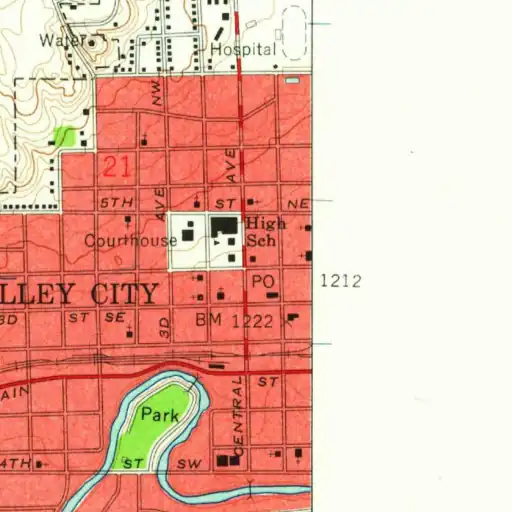 Water
Hospital
NW
AVE
21
5TH ST NE
AVE
High
Sch
Courthouse
PO
1212
LLEY CITY
3D ST SE
3D
BM 1222 X
AIN
ST
CENTRAL
Park
4TH ST SW